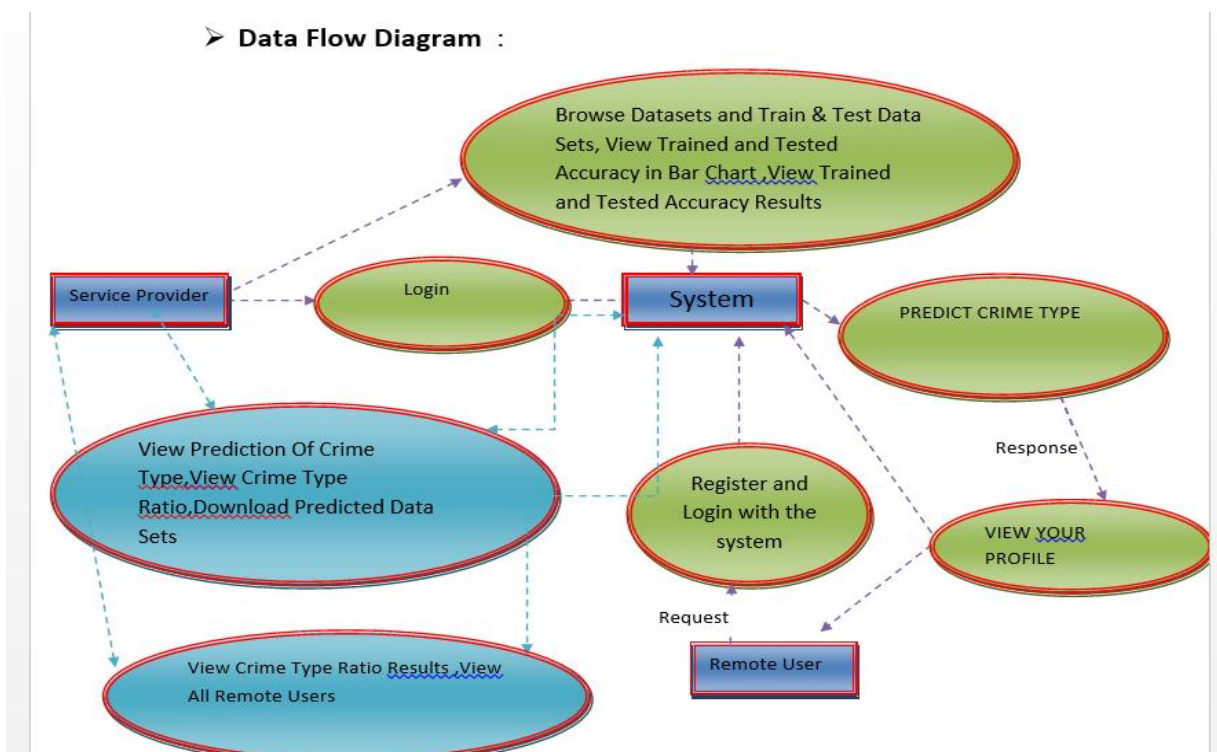 ➢ Data Flow Diagram :
Browse Datasets and Train & Test Data
Sets, View Trained and Tested
Accuracy in Bar Chart ,View Trained
and Tested Accuracy Results
Service Provider
Login
System
PREDICT CRIME TYPE
View Prediction Of Crime
Type,View Crime Type
Ratio,Download Predicted Data
Sets
Response
Register and
Login with the
system
VIEW YOUR
PROFILE
Request
Remote User
View Crime Type Ratio Results ,View
All Remote Users